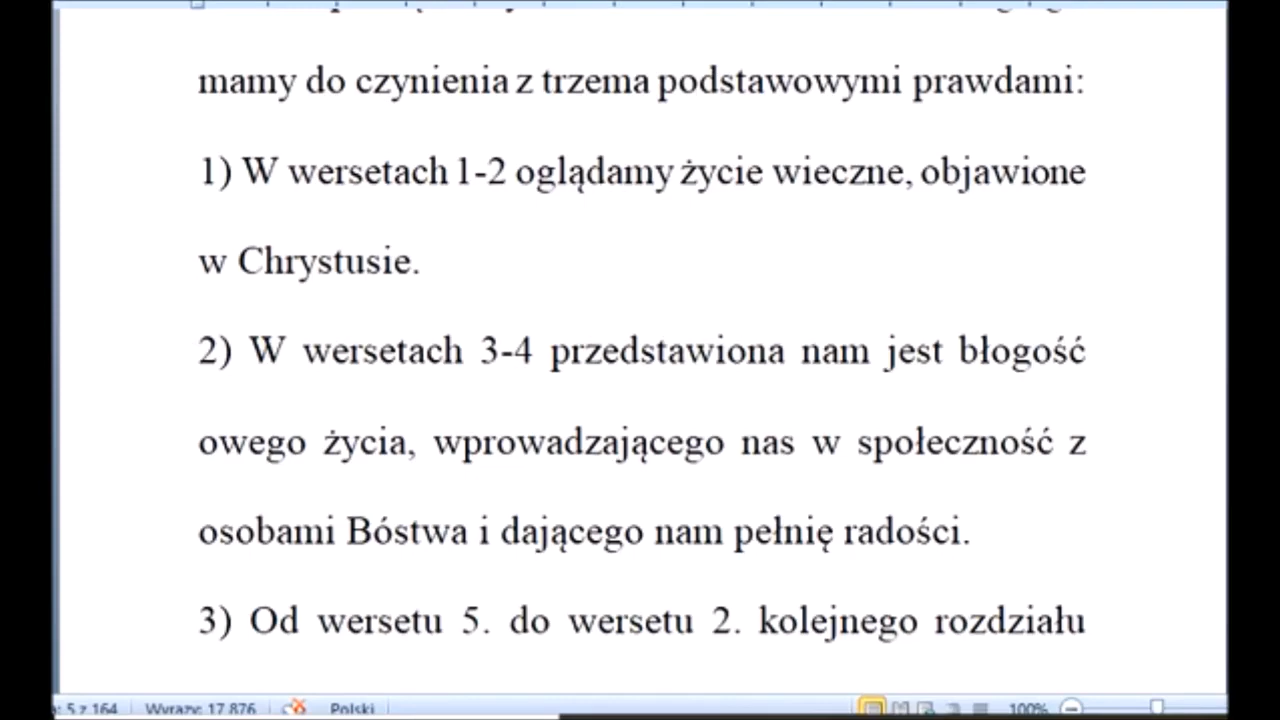 mamy do czynienia z trzema podstawowymi prawdami:
1) W wersetach 1-2 oglądamy życie wieczne, objawione
w Chrystusie.
2) W wersetach 3-4 przedstawiona nam jest błogość
owego życia, wprowadzającego nas w społeczność z
osobami Bóstwa i dającego nam pełnię radości.
3) Od wersetu 5. do wersetu 2. kolejnego rozdziału
: 5 z 164 Wyrazy: 17 876 Polski 100%